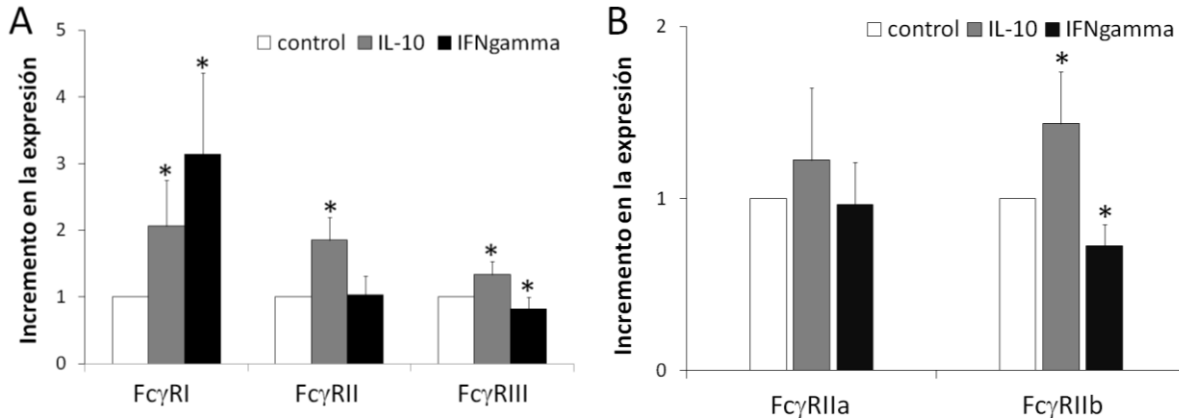 A
Incremento en la expresión
5
4
3
2
1
0
control IL-10 IFNgamma
* * * * *
FcγRI FcγRII FcγRIII
B
Incremento en la expresión
2
1
0
control IL-10 IFNgamma
* *
FcγRIIa FcγRIIb